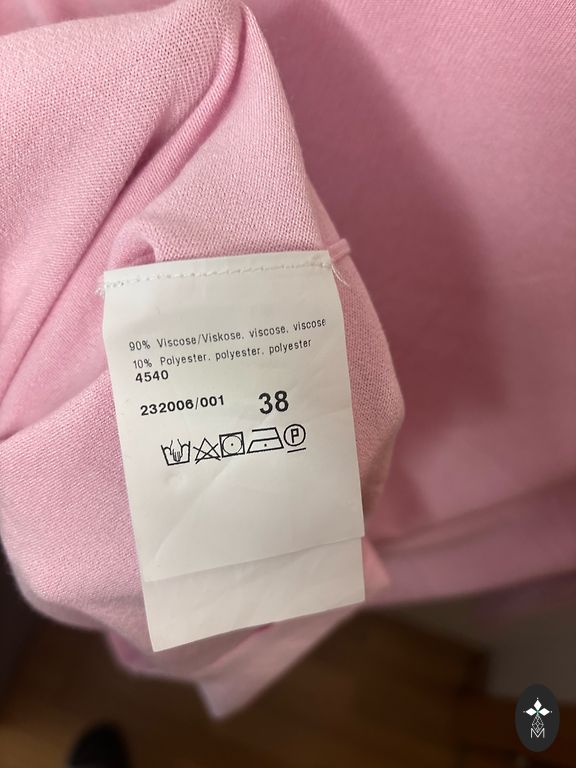 90% Viscose/Viskose, viscose, viscose
10% Polyester, polyester, polyester
4540
232006/001 38
P
M